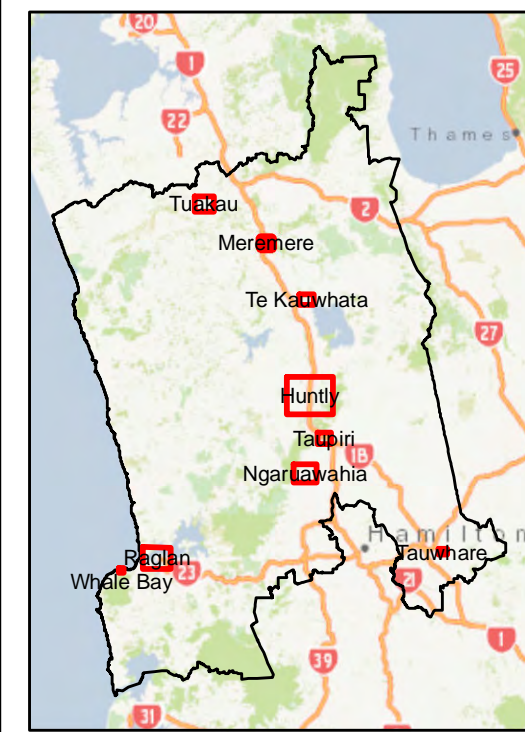 20
1
25
22
Thames
Tuakau
2
Meremere
Te Kauwhata
27
Huntly
Taupiri
1B
Ngaruawahia
Hamilton
Tauwhare
Raglan
23
Whale Bay
21
1
39
31